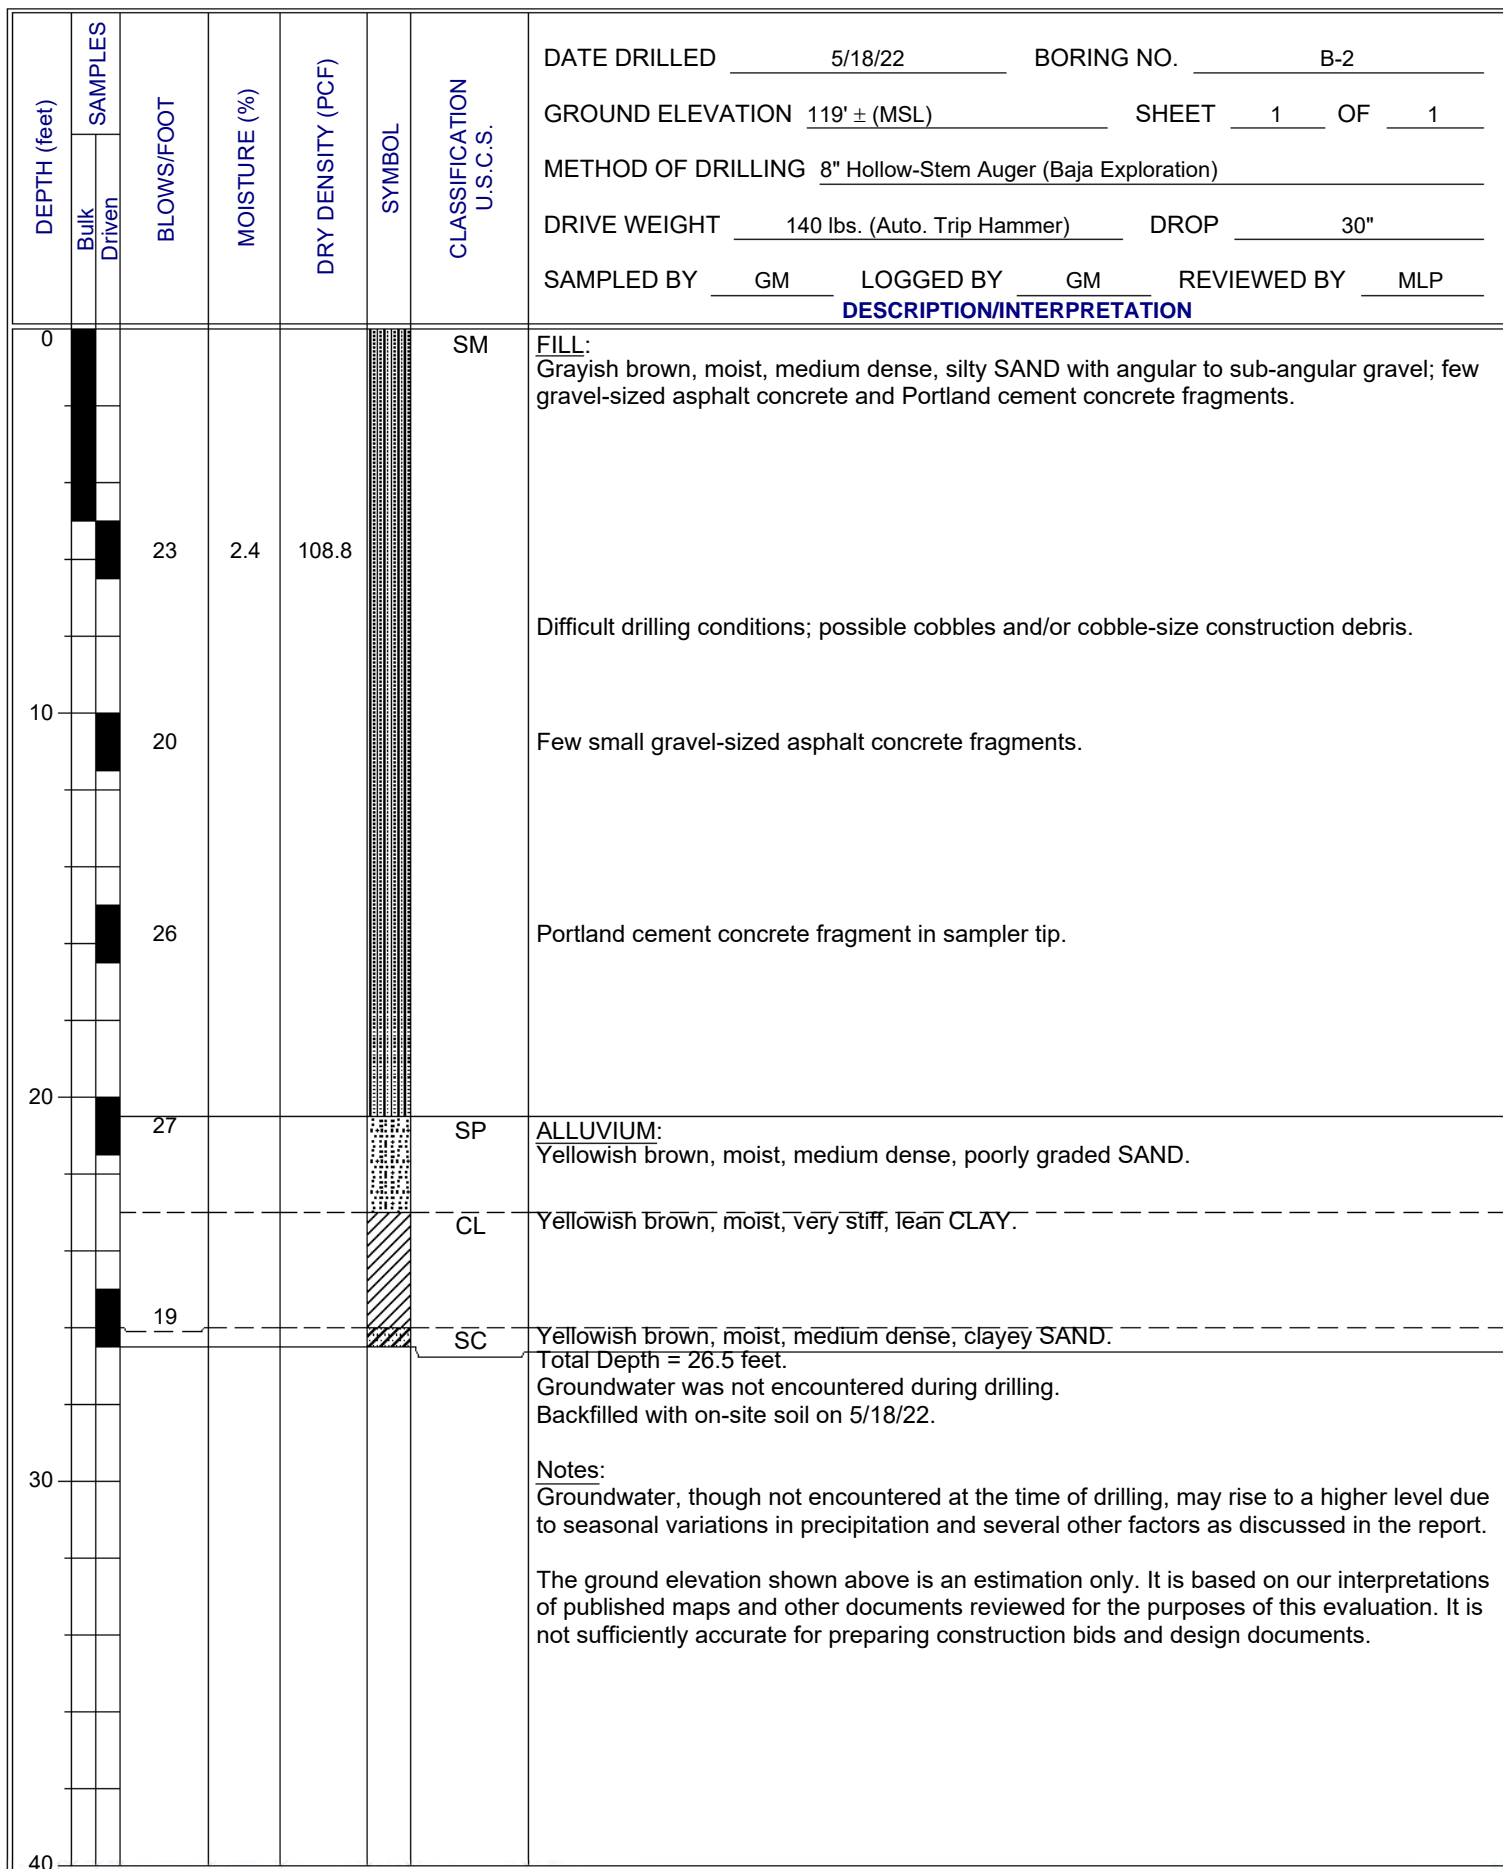 DEPTH (feet)
SAMPLES
Bulk
Driven
BLOWS/FOOT
MOISTURE (%)
DRY DENSITY (PCF)
SYMBOL
CLASSIFICATION
U.S.C.S.
DATE DRILLED 5/18/22 BORING NO. B-2
GROUND ELEVATION 119' ± (MSL) SHEET 1 OF 1
METHOD OF DRILLING 8" Hollow-Stem Auger (Baja Exploration)
DRIVE WEIGHT 140 lbs. (Auto. Trip Hammer) DROP 30"
SAMPLED BY GM LOGGED BY GM REVIEWED BY MLP
DESCRIPTION/INTERPRETATION
0 SM FILL:
Grayish brown, moist, medium dense, silty SAND with angular to sub-angular gravel; few
gravel-sized asphalt concrete and Portland cement concrete fragments.
23 2.4 108.8
Difficult drilling conditions; possible cobbles and/or cobble-size construction debris.
10
20 Few small gravel-sized asphalt concrete fragments.
26 Portland cement concrete fragment in sampler tip.
20
27 SP ALLUVIUM:
Yellowish brown, moist, medium dense, poorly graded SAND.
CL Yellowish brown, moist, very stiff, lean CLAY.
19
SC Yellowish brown, moist, medium dense, clayey SAND.
Total Depth = 26.5 feet.
Groundwater was not encountered during drilling.
Backfilled with on-site soil on 5/18/22.
30 Notes:
Groundwater, though not encountered at the time of drilling, may rise to a higher level due
to seasonal variations in precipitation and several other factors as discussed in the report.
The ground elevation shown above is an estimation only. It is based on our interpretations
of published maps and other documents reviewed for the purposes of this evaluation. It is
not sufficiently accurate for preparing construction bids and design documents.
40